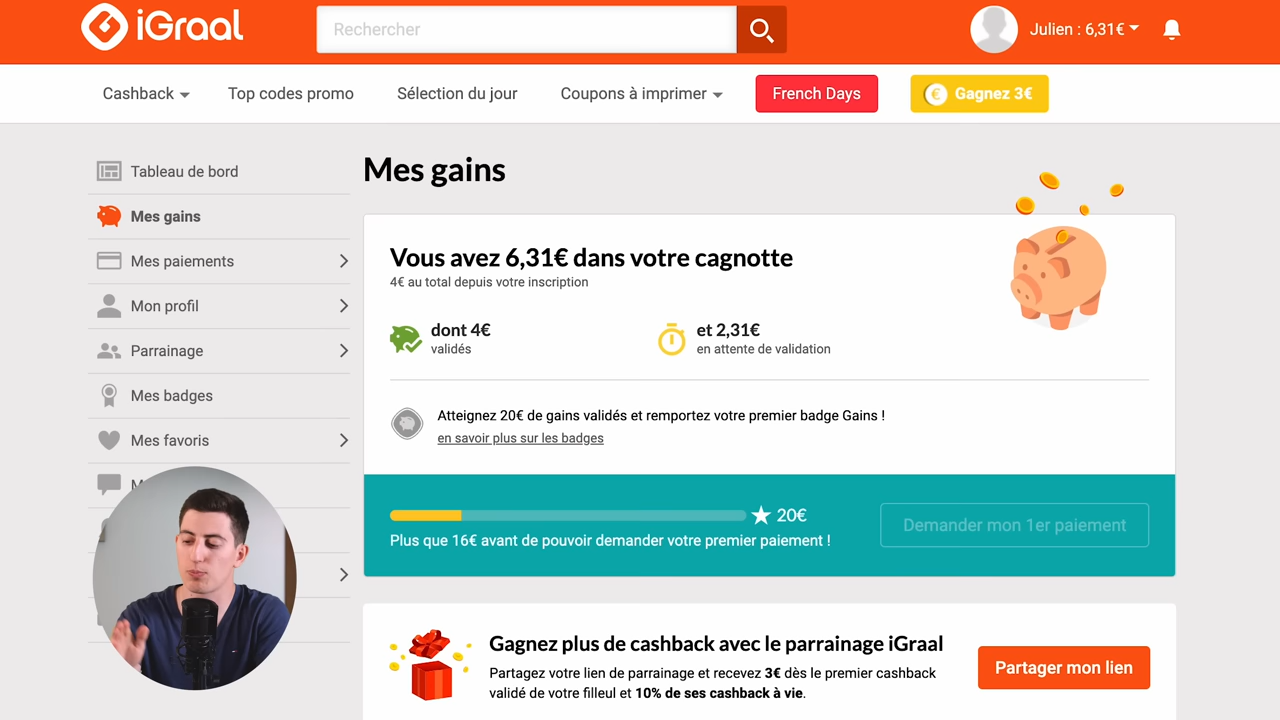 iGraal
Rechercher
Julien : 6,31€
Cashback
Top codes promo
Sélection du jour
Coupons à imprimer
French Days
€ Gagnez 3€
Tableau de bord
Mes gains
Mes paiements
Mon profil
Parrainage
Mes badges
Mes favoris
Mes gains
Vous avez 6,31€ dans votre cagnotte
4€ au total depuis votre inscription
dont 4€
validés
et 2,31€
en attente de validation
Atteignez 20€ de gains validés et remportez votre premier badge Gains !
en savoir plus sur les badges
20€
Plus que 16€ avant de pouvoir demander votre premier paiement !
Demander mon 1er paiement
Gagnez plus de cashback avec le parrainage iGraal
Partagez votre lien de parrainage et recevez 3€ dès le premier cashback
validé de votre filleul et 10% de ses cashback à vie.
Partager mon lien